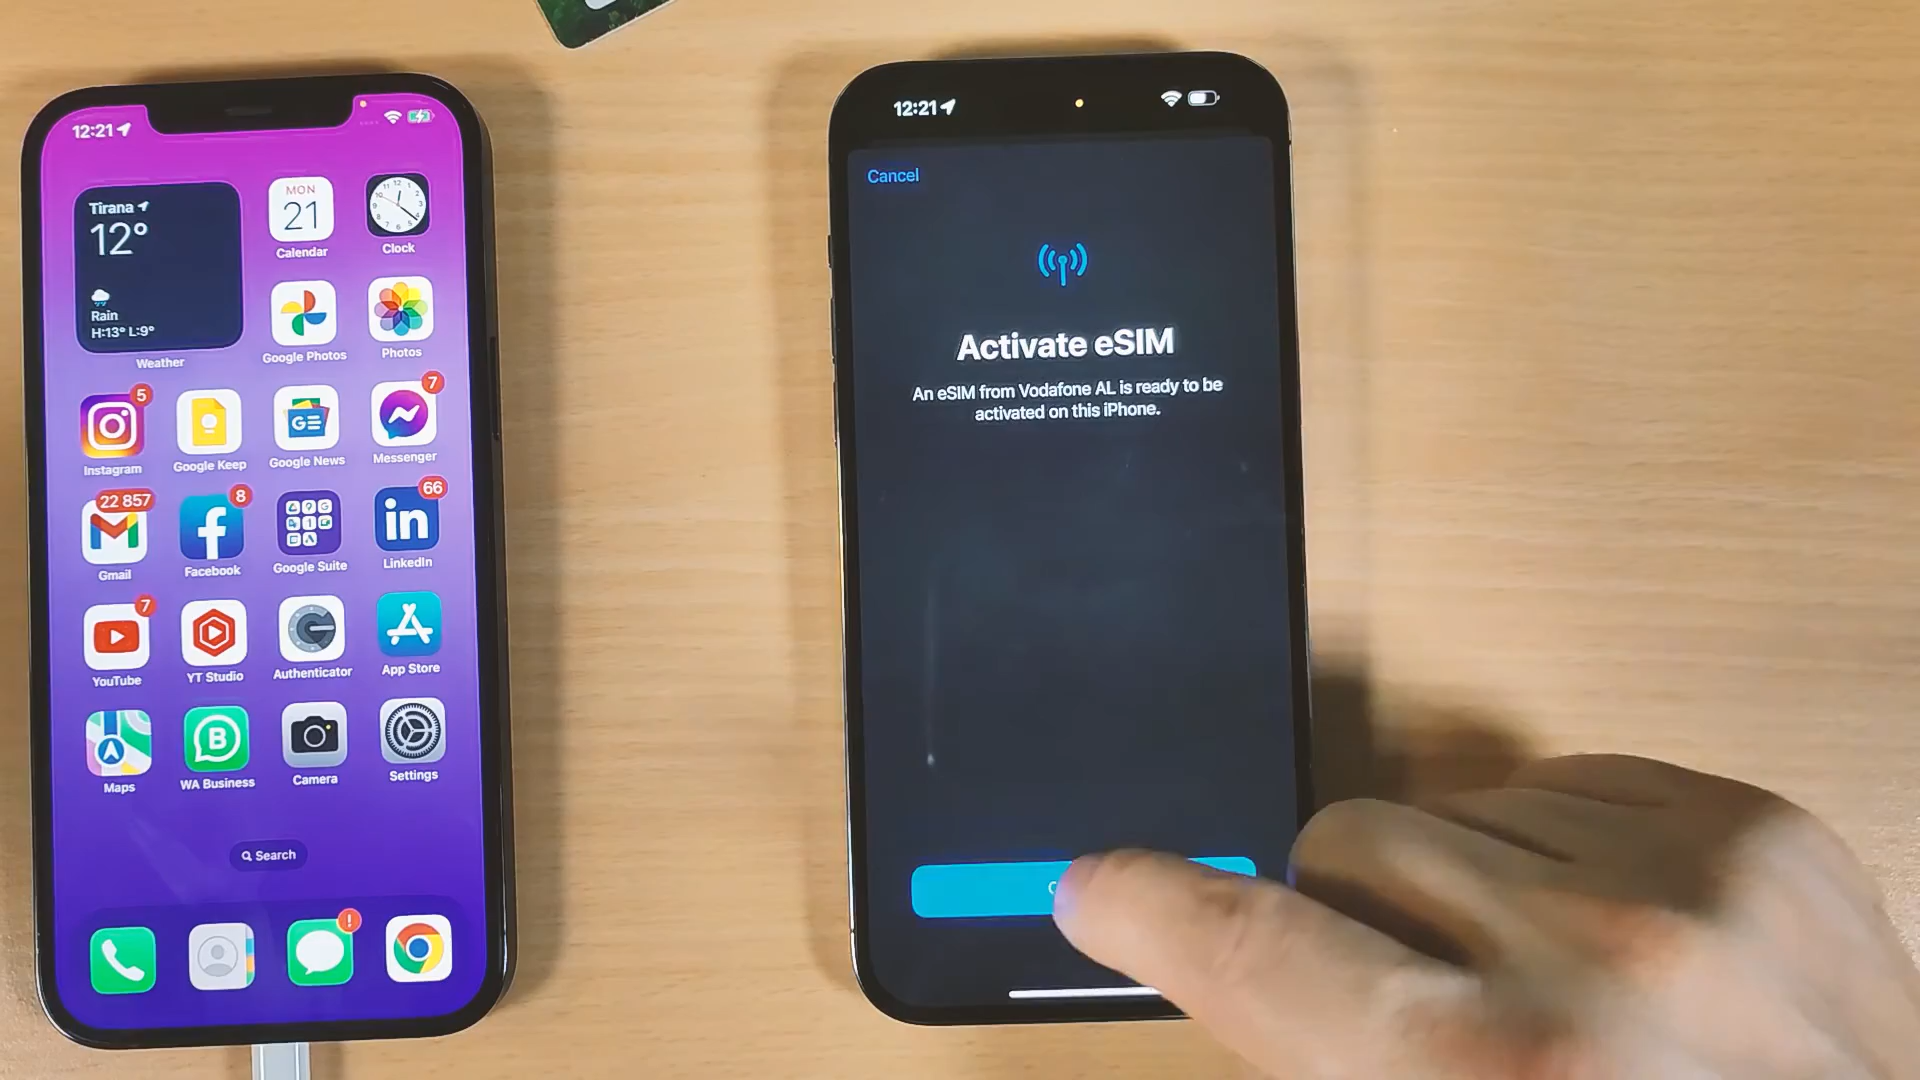 12:21
Tirana
12°
Rain
H:13° L:9°
Weather
MON
21
Calendar
Clock
Google Photos
Photos
5
Instagram
Google Keep
Google News
7
Messenger
22 857
Gmail
8
Facebook
Google Suite
66
in
LinkedIn
7
YouTube
YT Studio
Authenticator
App Store
Maps
B
WA Business
Camera
Settings
Search
!
12:21
Cancel
Activate eSIM
An eSIM from Vodafone AL is ready to be
activated on this iPhone.